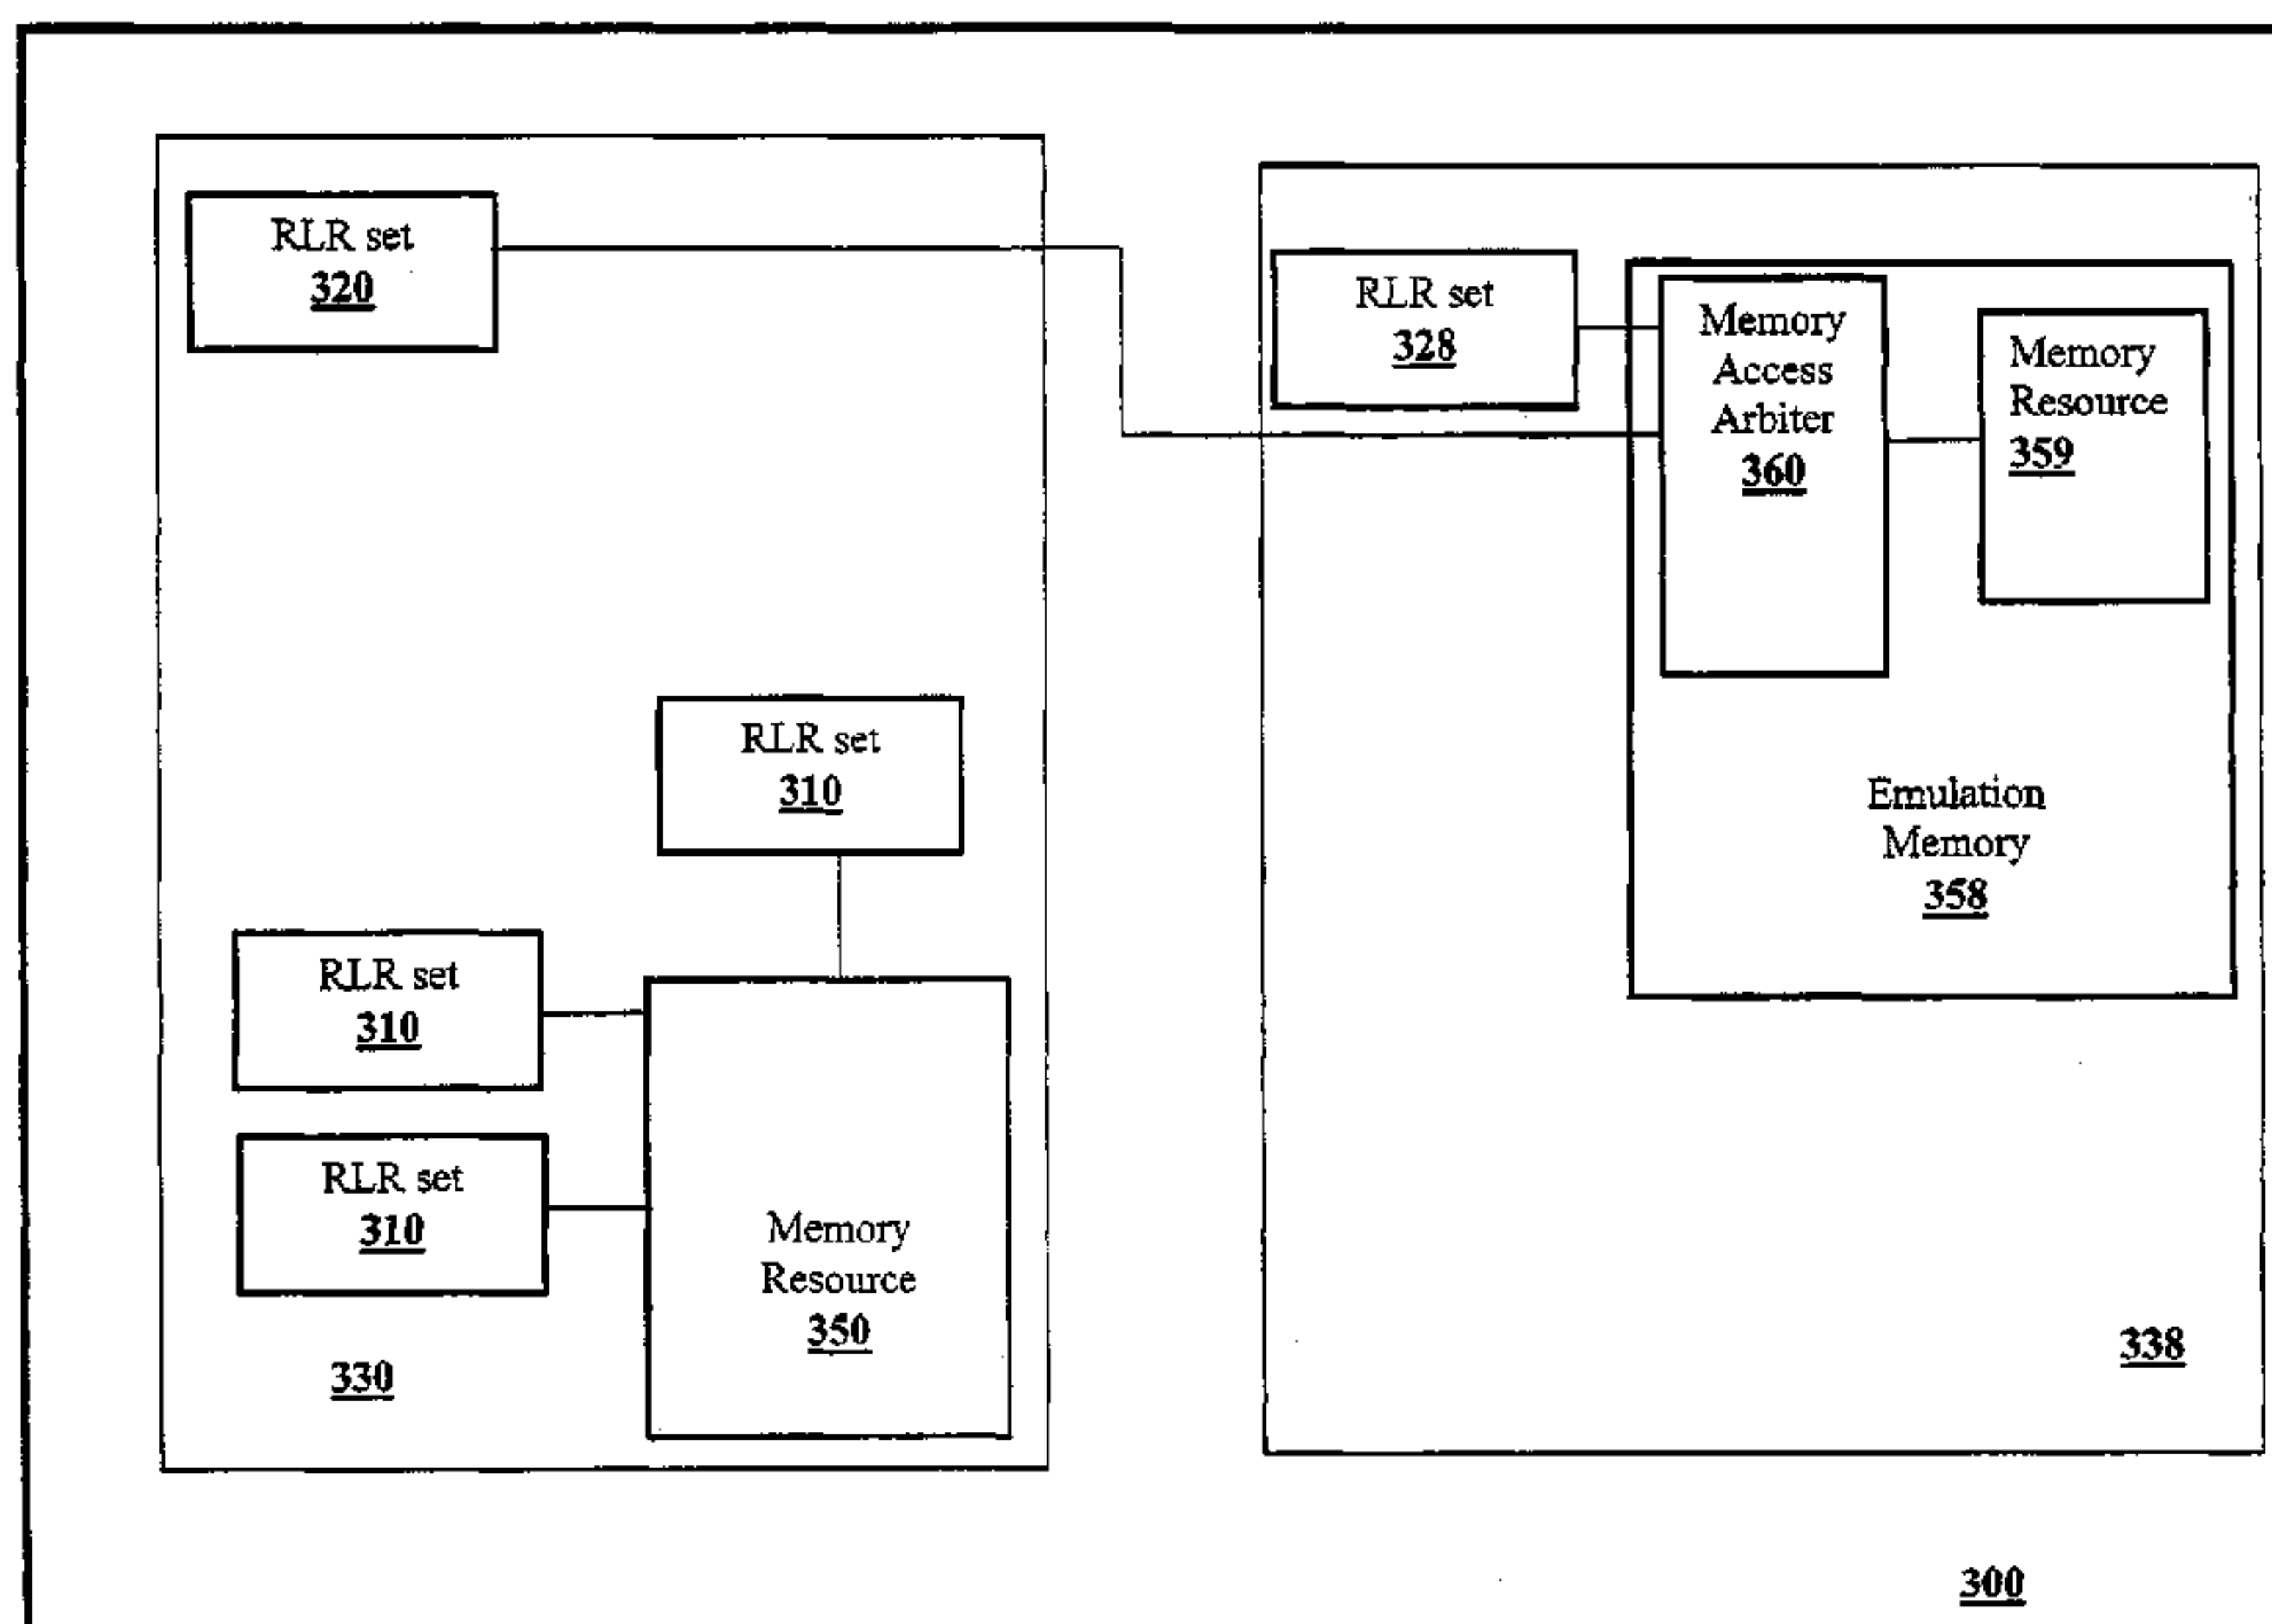 RLR set
320
RLR set
328
Memory
Access
Arbiter
360
Memory
Resource
359
RLR set
310
Emulation
Memory
358
RLR set
310
RLR set
310
Memory
Resource
350
330
338
300